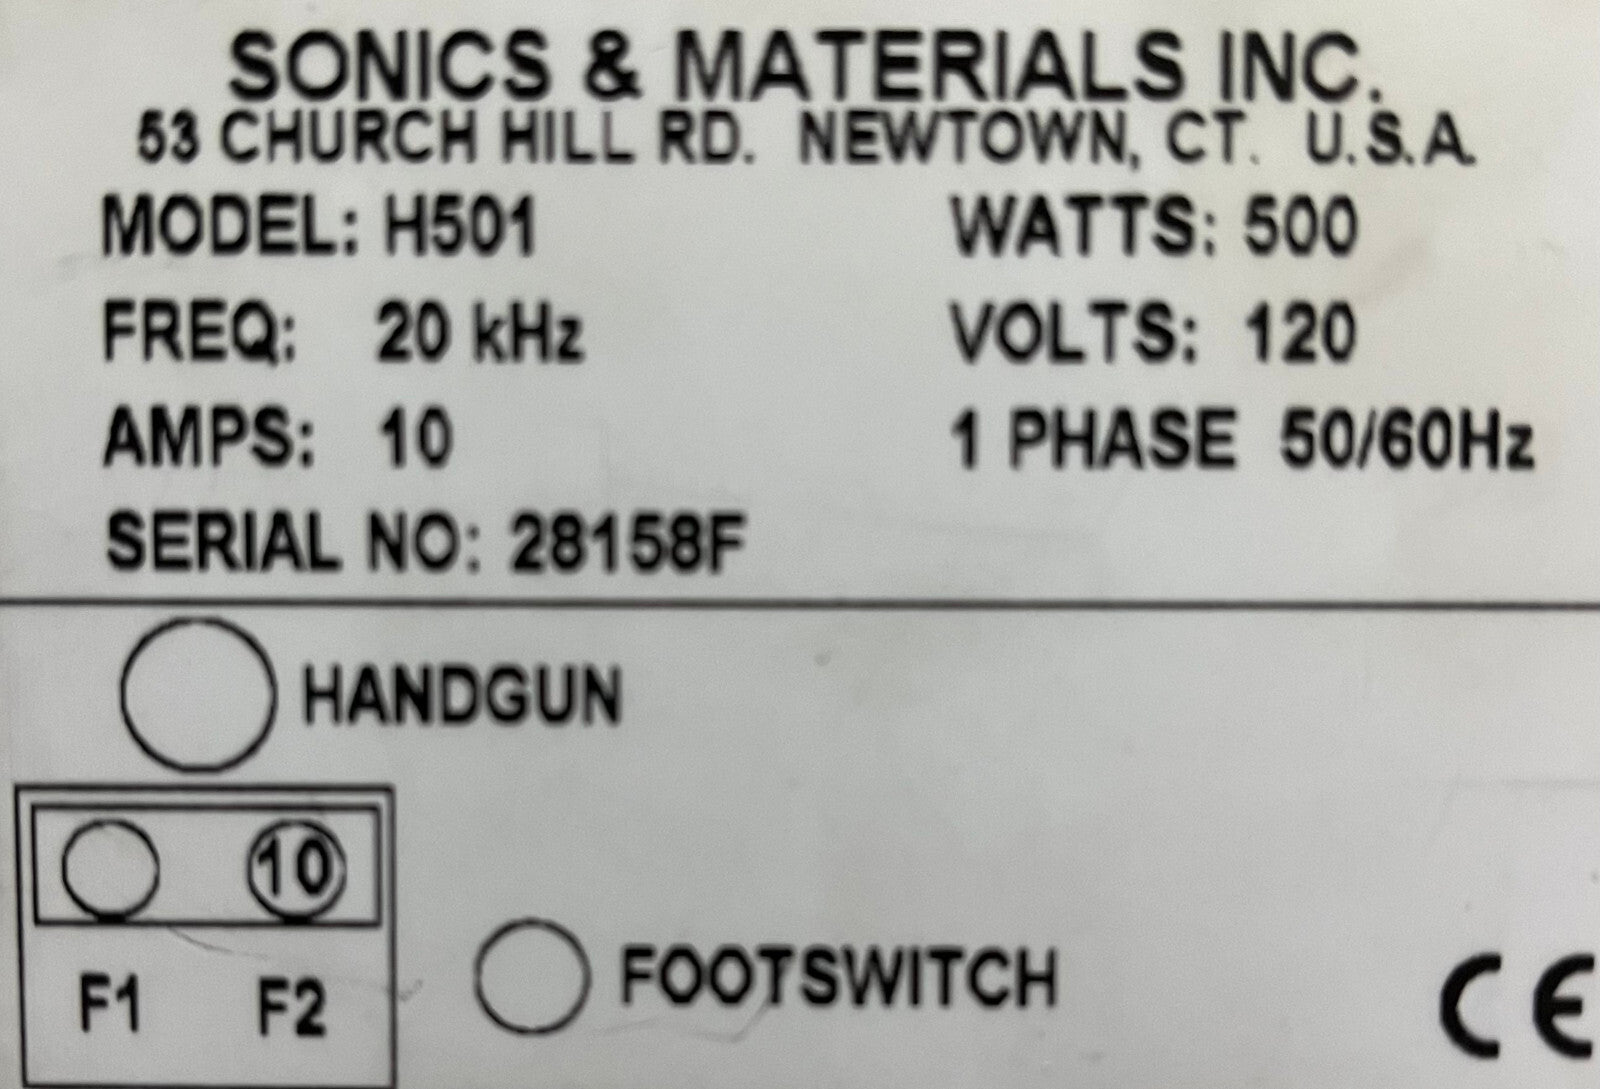 SONICS & MATERIALS INC.
53 CHURCH HILL RD. NEWTOWN, CT. U.S.A.
MODEL: H501 WATTS: 500
FREQ: 20 kHz VOLTS: 120
AMPS: 10 1 PHASE 50/60Hz
SERIAL NO: 28158F
HANDGUN
10
F1 F2
FOOTSWITCH
CE